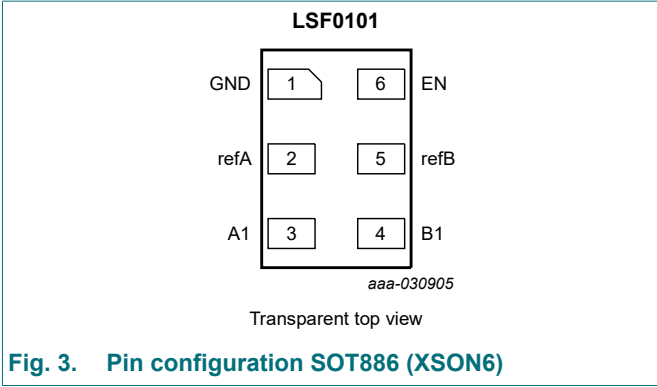 LSF0101
GND 1 6 EN
refA 2 5 refB
A1 3 4 B1
aaa-030905
Transparent top view
Fig. 3. Pin configuration SOT886 (XSON6)